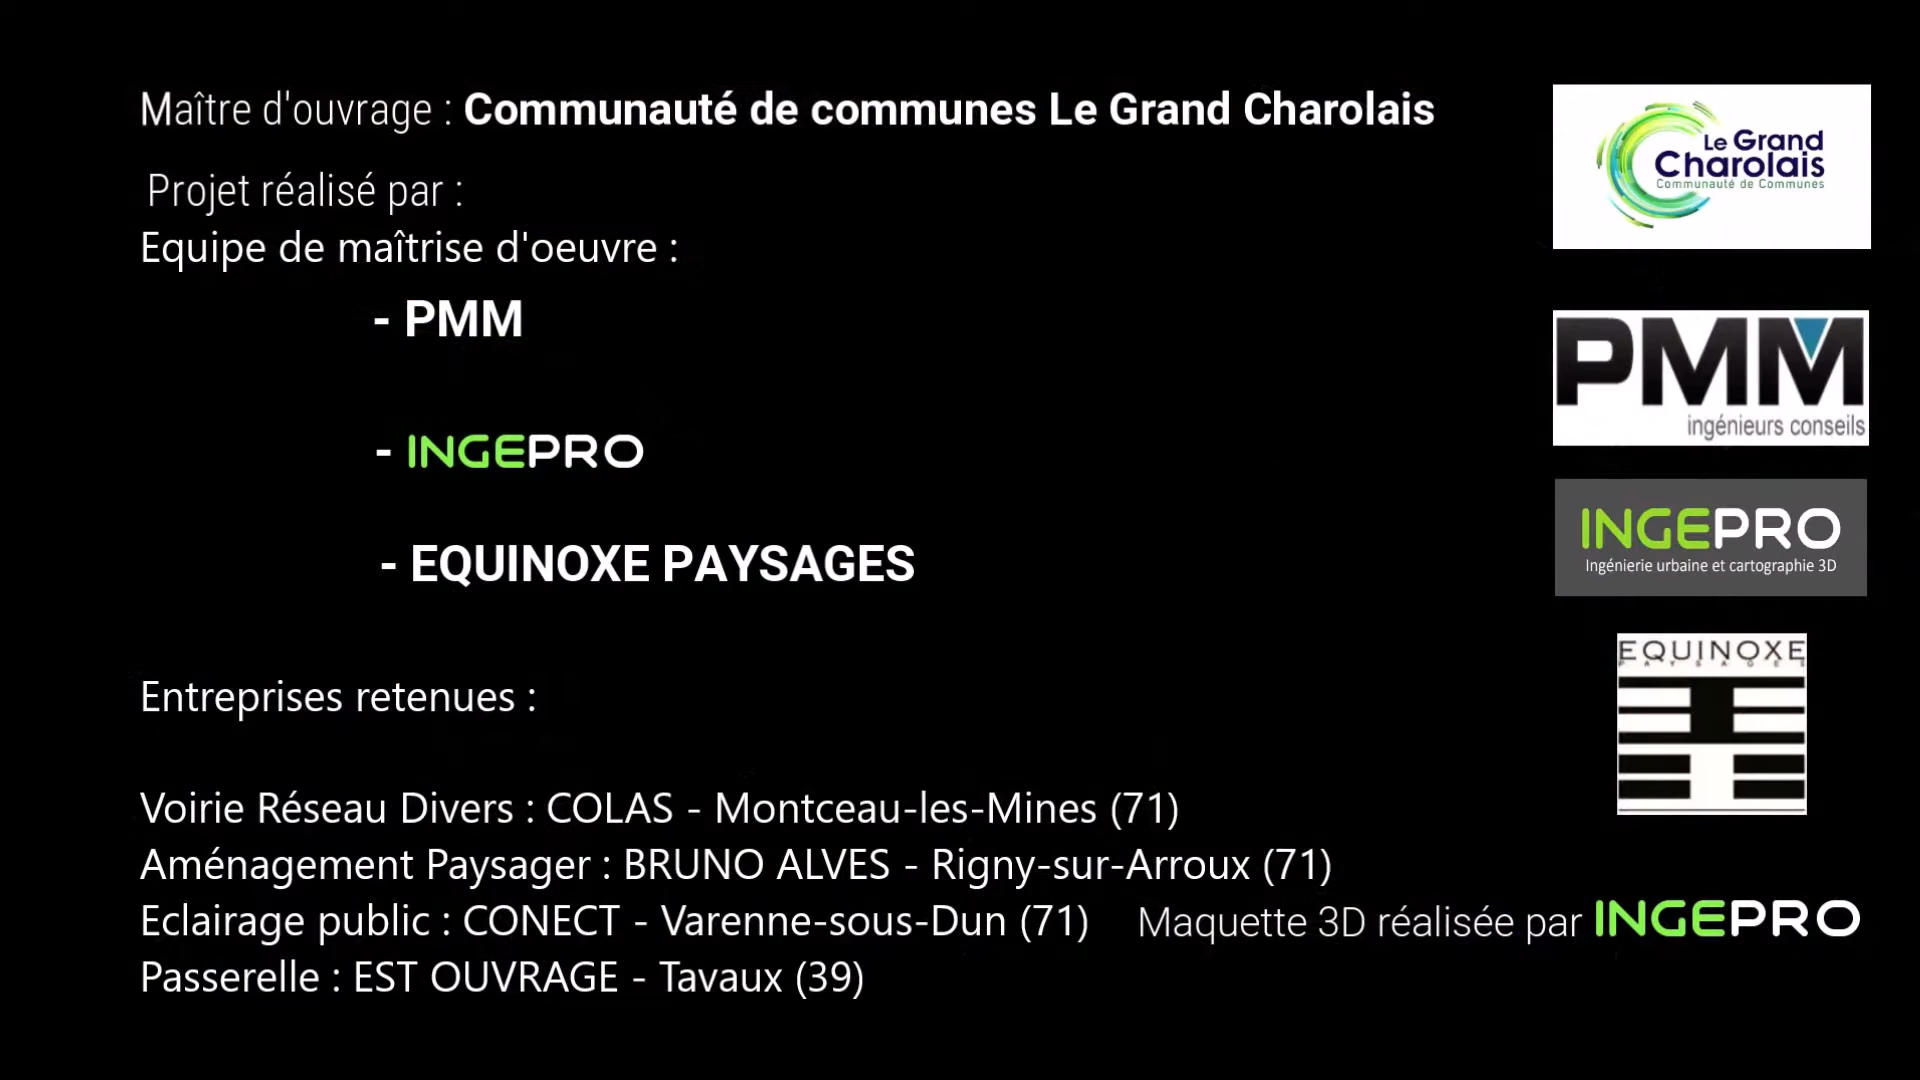 Maître d'ouvrage : Communauté de communes Le Grand Charolais
Le Grand
Charolais
Communauté de Communes
Projet réalisé par :
Equipe de maîtrise d'oeuvre :
- PMM
PMM
ingénieurs conseils
- INGEPRO
INGEPRO
Ingénierie urbaine et cartographie 3D
- EQUINOXE PAYSAGES
EQUINOXE
PAYSAGES
Entreprises retenues :
Voirie Réseau Divers : COLAS - Montceau-les-Mines (71)
Aménagement Paysager : BRUNO ALVES - Rigny-sur-Arroux (71)
Eclairage public : CONECT - Varenne-sous-Dun (71)
Maquette 3D réalisée par INGEPRO
Passerelle : EST OUVRAGE - Tavaux (39)